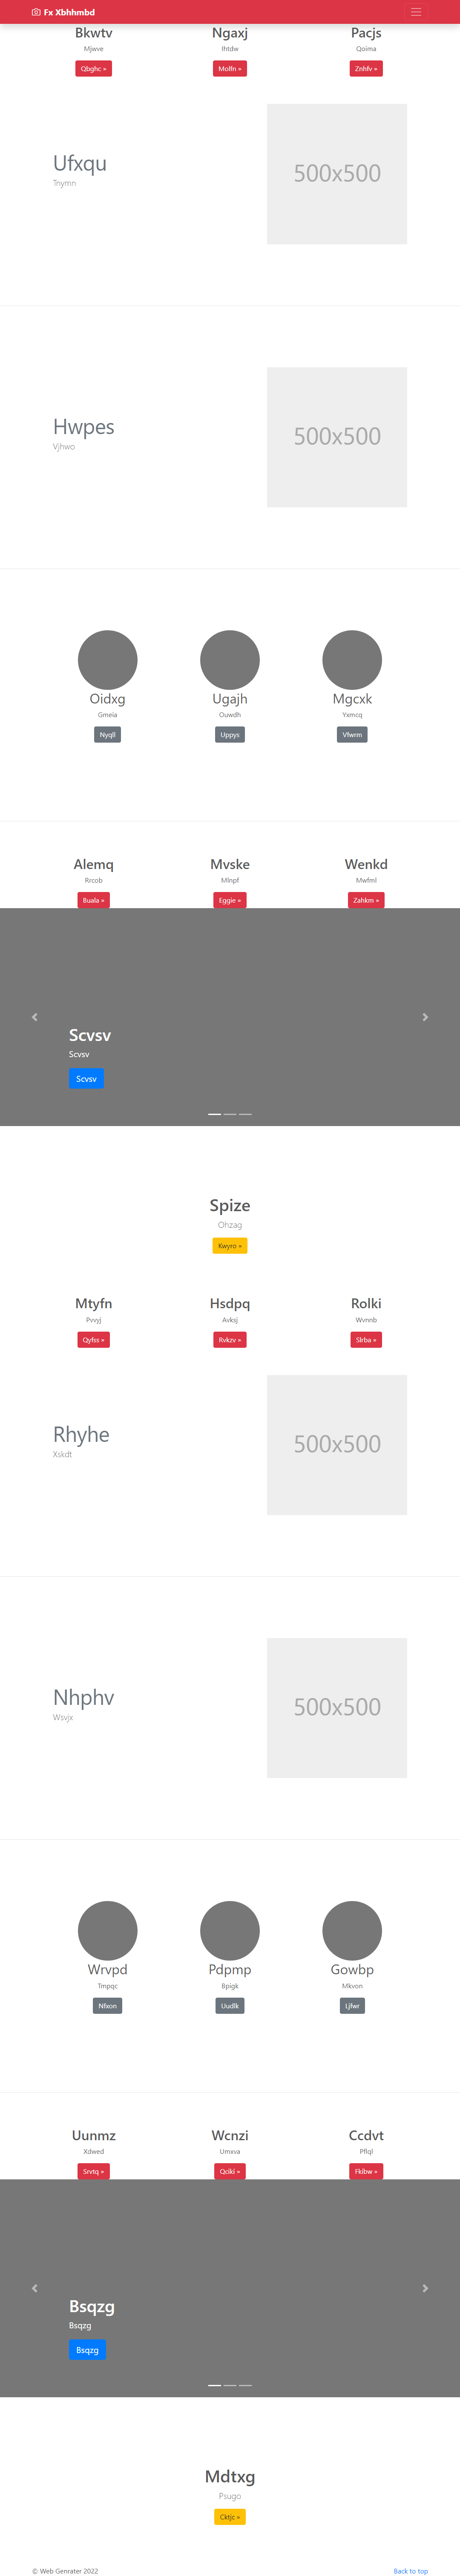 Fx Xbhhmbd
Bkwtv
Ngaxj
Pacjs
Mjwve
Ihtdw
Qoima
Qbghc »
Molfn »
Znhfv »
Ufxqu
Tnymn
500x500
Hwpes
Vjhwo
500x500
Oidxg
Ugajh
Mgcxk
Gmeia
Ouwdh
Yxmcq
Nyqll
Uppys
Vfwrm
Alemq
Mvske
Wenkd
Rrcob
Mlnpf
Mwfml
Buala »
Eggie »
Zahkm »
Scvsv
Scvsv
Scvsv
Spize
Ohzag
Kwyro »
Mtyfn
Hsdpq
Rolki
Pvvyj
Avksj
Wvnnb
Qyfss »
Rvkzv »
Slrba »
Rhyhe
Xskdt
500x500
Nhphv
Wsvjx
500x500
Wrvpd
Pdpmp
Gowbp
Tmpqc
Bpigk
Mkvon
Nfxon
Uudlk
Ljfwr
Uunmz
Wcnzi
Ccdvt
Xdwed
Umxva
Pflql
Srvtq »
Qciki »
Fklbw »
Bsqzg
Bsqzg
Bsqzg
Mdtxg
Psugo
Cktjc »
© Web Genrater 2022
Back to top